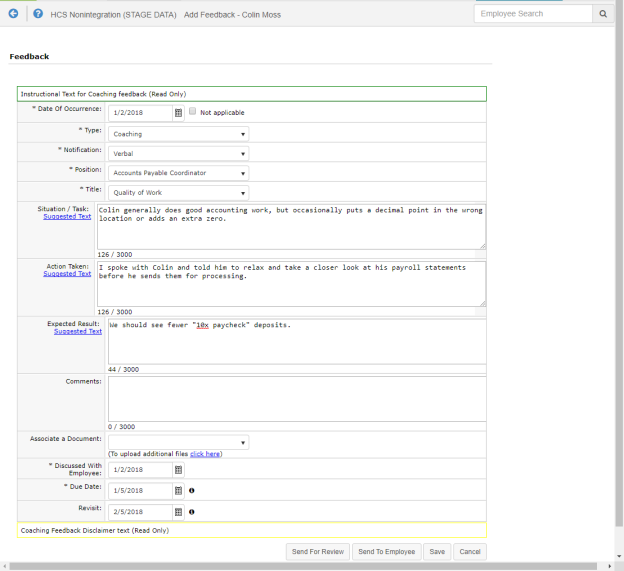 HCS Nonintegration (STAGE DATA) Add Feedback - Colin Moss
Employee Search
Feedback
Instructional Text for Coaching feedback (Read Only)
* Date Of Occurrence: 1/2/2018 Not applicable
* Type: Coaching
* Notification: Verbal
* Position: Accounts Payable Coordinator
* Title: Quality of Work
Situation / Task: Colin generally does good accounting work, but occasionally puts a decimal point in the wrong
Suggested Text location or adds an extra zero.
126 / 3000
Action Taken: I spoke with Colin and told him to relax and take a closer look at his payroll statements
Suggested Text before he sends them for processing.
126 / 3000
Expected Result: We should see fewer "10x paycheck" deposits.
Suggested Text
44 / 3000
Comments:
0 / 3000
Associate a Document:
(To upload additional files click here)
* Discussed With
Employee: 1/2/2018
* Due Date: 1/5/2018
Revisit: 2/5/2018
Coaching Feedback Disclaimer text (Read Only)
Send For Review Send To Employee Save Cancel